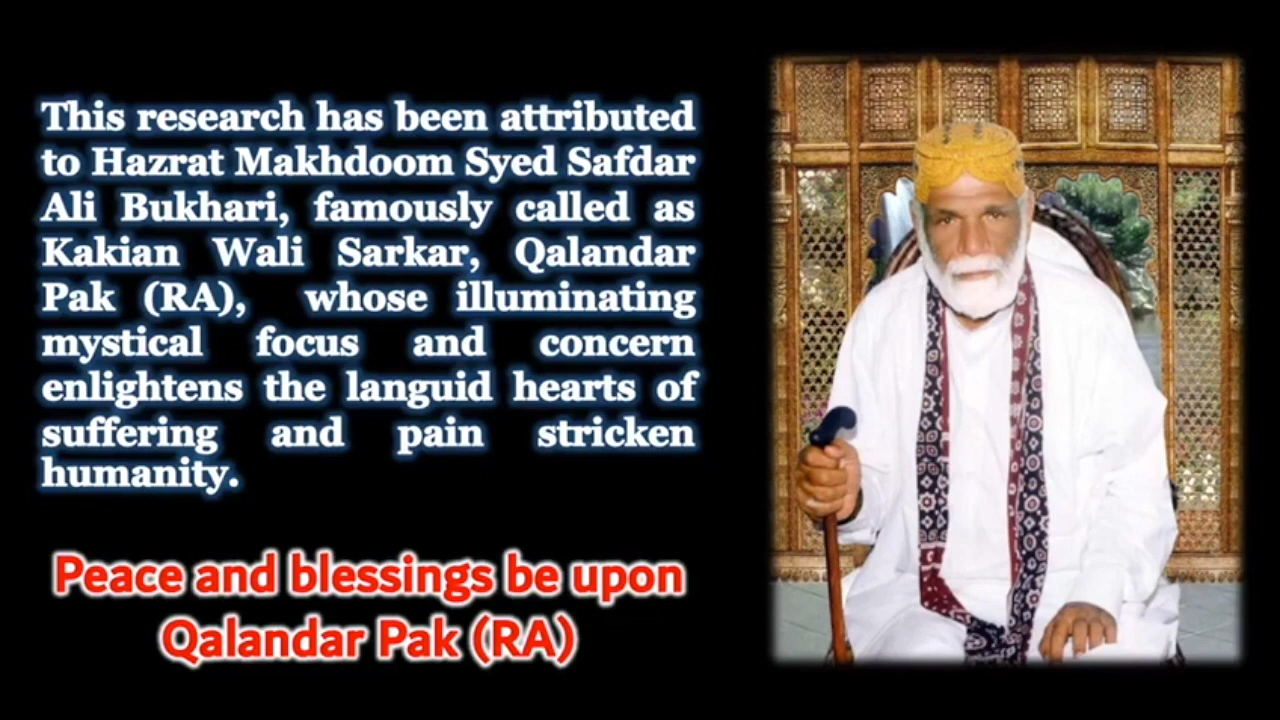 This research has been attributed
to Hazrat Makhdoom Syed Safdar
Ali Bukhari, famously called as
Kakian Wali Sarkar, Qalandar
Pak (RA), whose illuminating
mystical focus and concern
enlightens the languid hearts of
suffering and pain stricken
humanity.
Peace and blessings be upon
Qalandar Pak (RA)